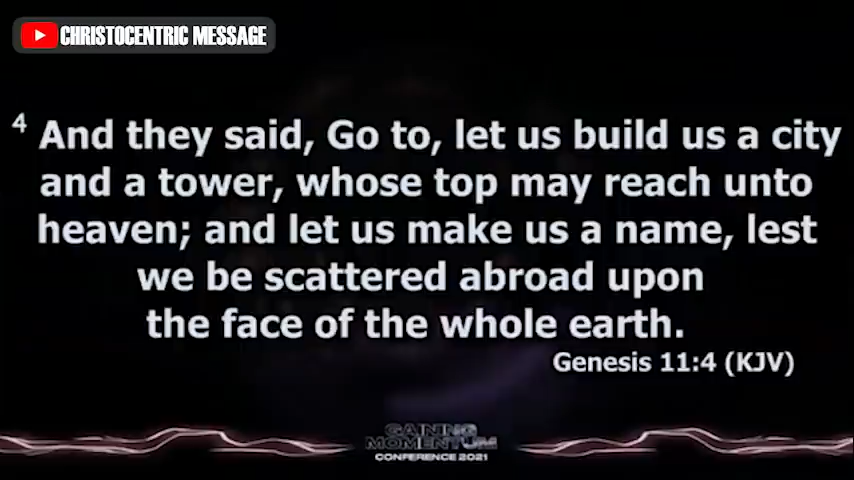 CHRISTOCENTRIC MESSAGE
4 And they said, Go to, let us build us a city
and a tower, whose top may reach unto
heaven; and let us make us a name, lest
we be scattered abroad upon
the face of the whole earth.
Genesis 11:4 (KJV)
GAINING
MOMENTUM
CONFERENCE 2021